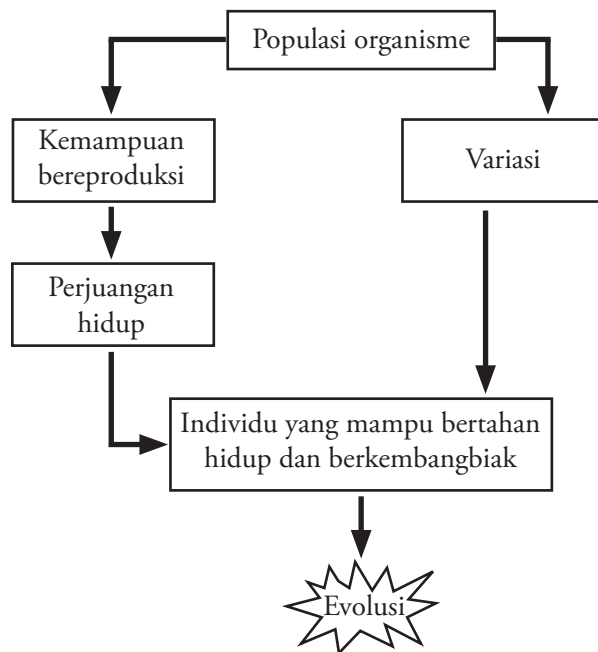 Populasi organisme
Kemampuan
bereproduksi
Variasi
Perjuangan
hidup
Individu yang mampu bertahan
hidup dan berkembangbiak
Evolusi